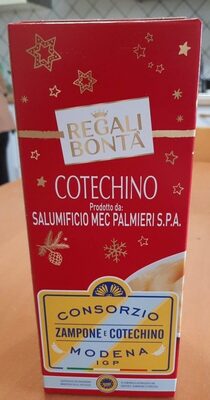 REGALI
BONTÀ
COTECHINO
Prodotto da:
SALUMIFICIO MEC PALMIERI S.P.A.
CONSORZIO
ZAMPONE E COTECHINO
MODENA
IGP